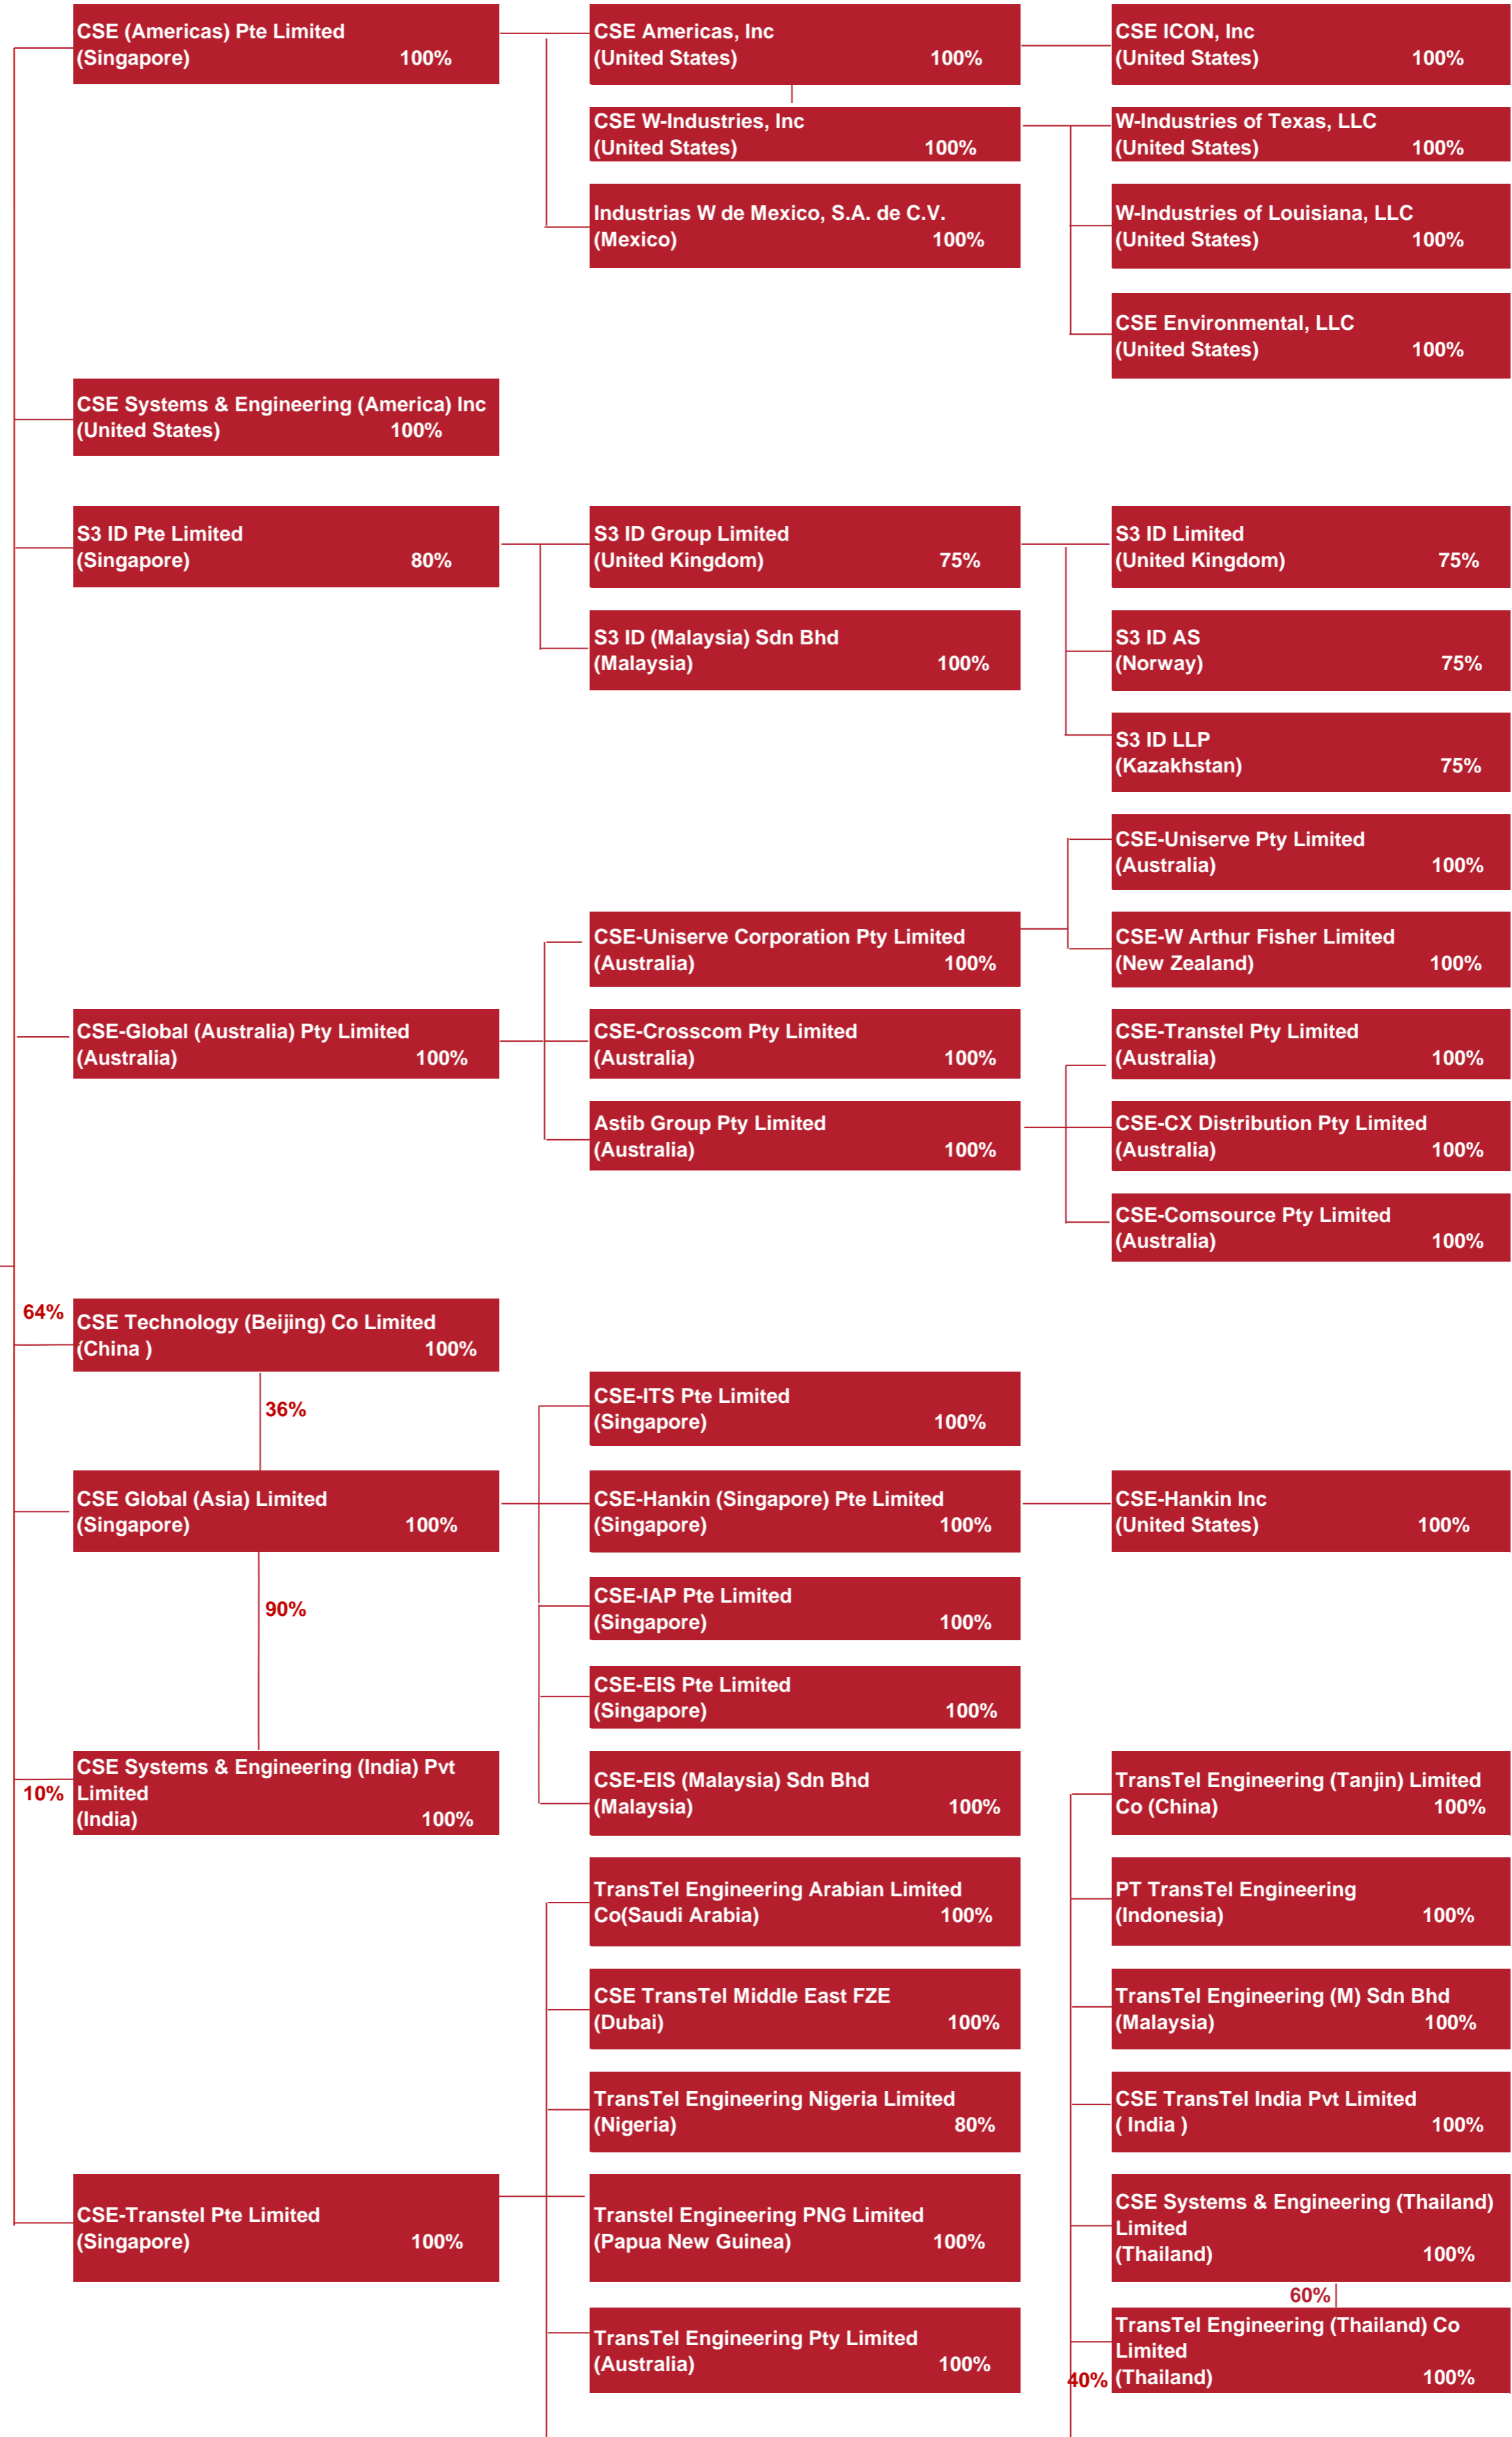 CSE (Americas) Pte Limited
(Singapore) 100%
CSE Americas, Inc
(United States) 100%
CSE ICON, Inc
(United States) 100%
CSE W-Industries, Inc
(United States) 100%
W-Industries of Texas, LLC
(United States) 100%
Industrias W de Mexico, S.A. de C.V.
(Mexico) 100%
W-Industries of Louisiana, LLC
(United States) 100%
CSE Environmental, LLC
(United States) 100%
CSE Systems & Engineering (America) Inc
(United States) 100%
S3 ID Pte Limited
(Singapore) 80%
S3 ID Group Limited
(United Kingdom) 75%
S3 ID Limited
(United Kingdom) 75%
S3 ID (Malaysia) Sdn Bhd
(Malaysia) 100%
S3 ID AS
(Norway) 75%
S3 ID LLP
(Kazakhstan) 75%
CSE-Uniserve Pty Limited
(Australia) 100%
CSE-Uniserve Corporation Pty Limited
(Australia) 100%
CSE-W Arthur Fisher Limited
(New Zealand) 100%
CSE-Global (Australia) Pty Limited
(Australia) 100%
CSE-Crosscom Pty Limited
(Australia) 100%
CSE-Transtel Pty Limited
(Australia) 100%
Astib Group Pty Limited
(Australia) 100%
CSE-CX Distribution Pty Limited
(Australia) 100%
CSE-Comsource Pty Limited
(Australia) 100%
64%
CSE Technology (Beijing) Co Limited
(China ) 100%
36%
CSE-ITS Pte Limited
(Singapore) 100%
CSE Global (Asia) Limited
(Singapore) 100%
CSE-Hankin (Singapore) Pte Limited
(Singapore) 100%
CSE-Hankin Inc
(United States) 100%
90%
CSE-IAP Pte Limited
(Singapore) 100%
CSE-EIS Pte Limited
(Singapore) 100%
10%
CSE Systems & Engineering (India) Pvt
Limited
(India) 100%
CSE-EIS (Malaysia) Sdn Bhd
(Malaysia) 100%
TransTel Engineering (Tanjin) Limited
Co (China) 100%
TransTel Engineering Arabian Limited
Co(Saudi Arabia) 100%
PT TransTel Engineering
(Indonesia) 100%
CSE TransTel Middle East FZE
(Dubai) 100%
TransTel Engineering (M) Sdn Bhd
(Malaysia) 100%
TransTel Engineering Nigeria Limited
(Nigeria) 80%
CSE TransTel India Pvt Limited
( India ) 100%
CSE-Transtel Pte Limited
(Singapore) 100%
Transtel Engineering PNG Limited
(Papua New Guinea) 100%
CSE Systems & Engineering (Thailand)
Limited
(Thailand) 100%
60%
TransTel Engineering Pty Limited
(Australia) 100%
TransTel Engineering (Thailand) Co
Limited
(Thailand) 100%
40%